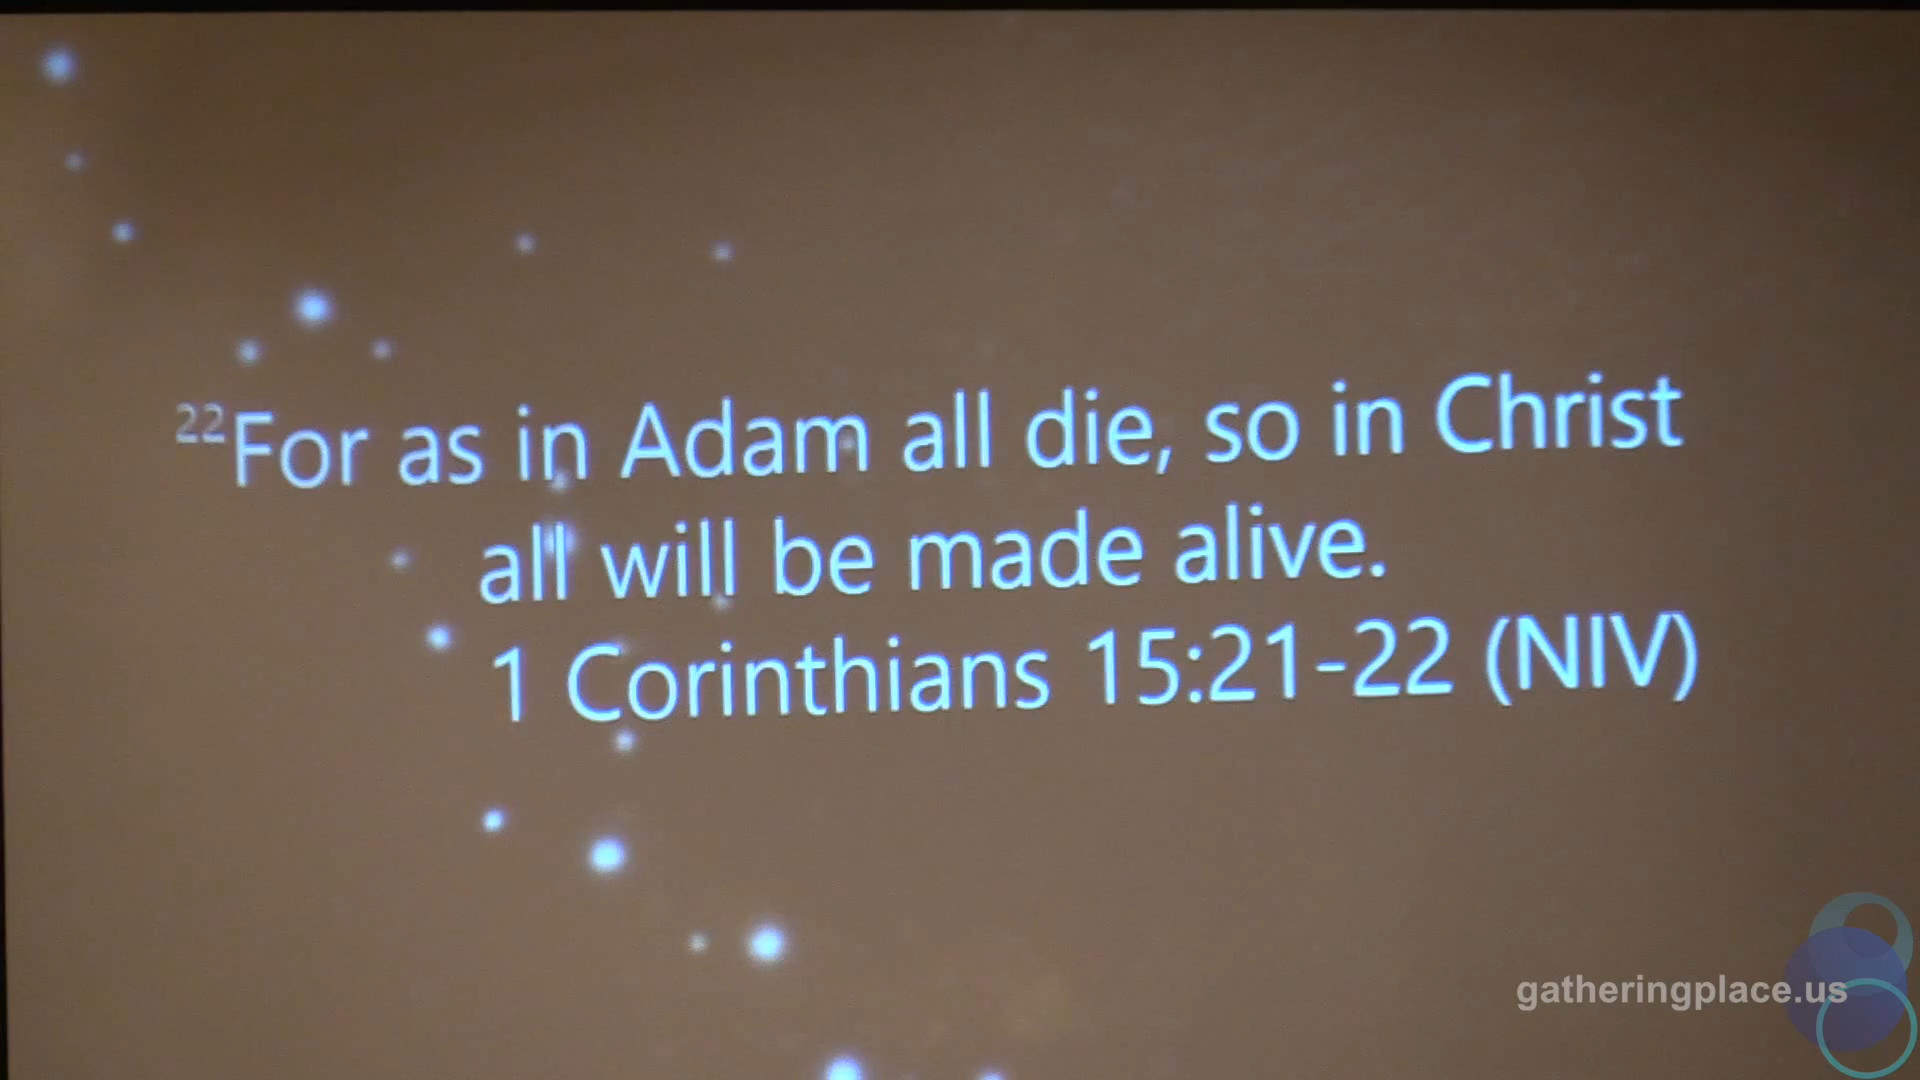 22For as in Adam all die, so in Christ
all will be made alive.
1 Corinthians 15:21-22 (NIV)
gatheringplace.us